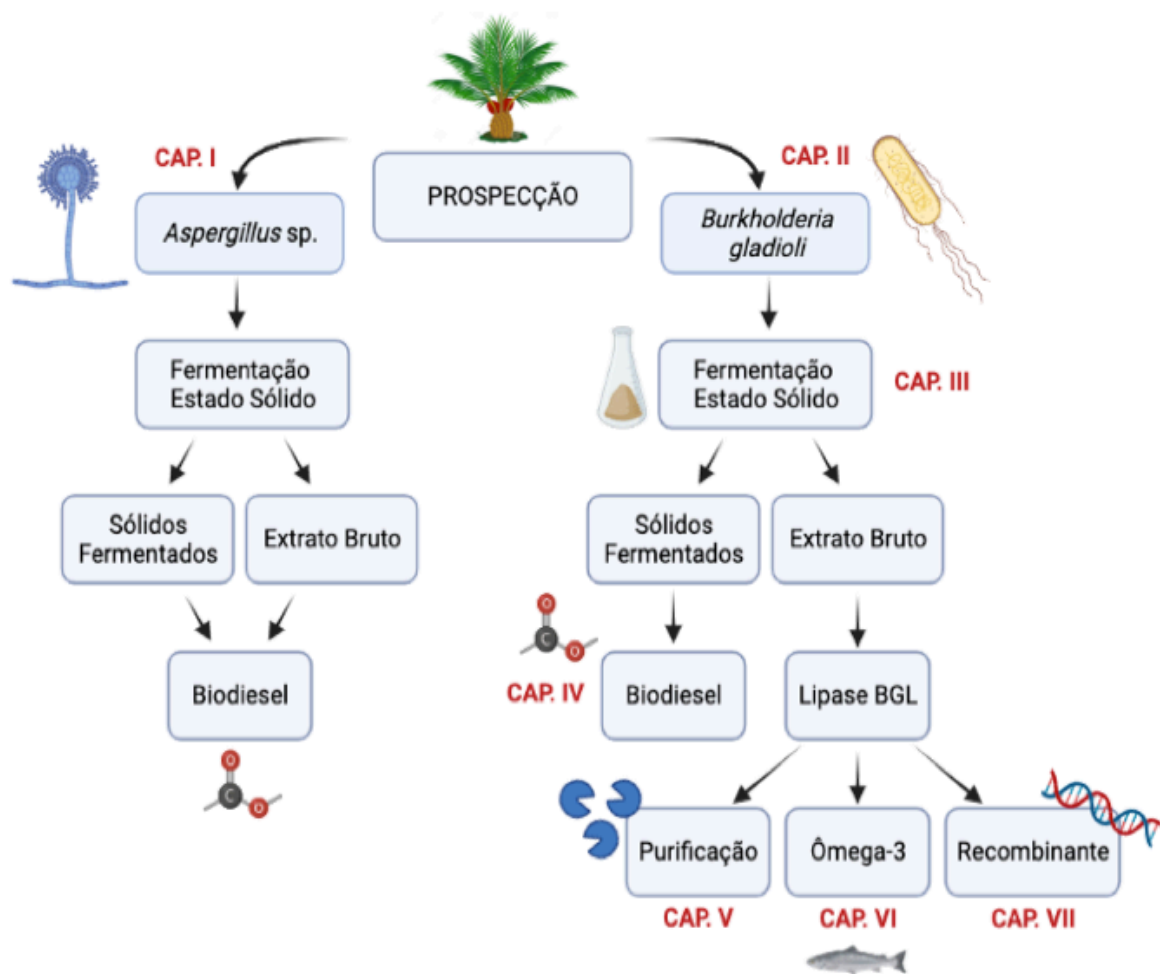 CAP. I
CAP. II
PROSPECÇÃO
Aspergillus sp.
Burkholderia
gladioli
Fermentação
Estado Sólido
Fermentação
Estado Sólido
CAP. III
Sólidos
Fermentados
Extrato Bruto
Sólidos
Fermentados
Extrato Bruto
O
C
O
CAP. IV
Biodiesel
Biodiesel
Lipase BGL
O
C
O
Purificação
Ômega-3
Recombinante
CAP. V
CAP. VI
CAP. VII